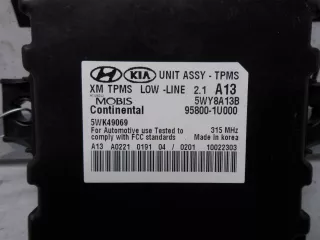 HYUNDAI KIA UNIT ASSY - TPMS
XM TPMS LOW -LINE 2.1 A13
MOBIS 5WY8A13B
Continental 95800-1U000
5WK49069
For Automotive use Tested to 315 MHz
comply with FCC standards Made in korea
A13 A0221 0191 04 / 0201 10022303